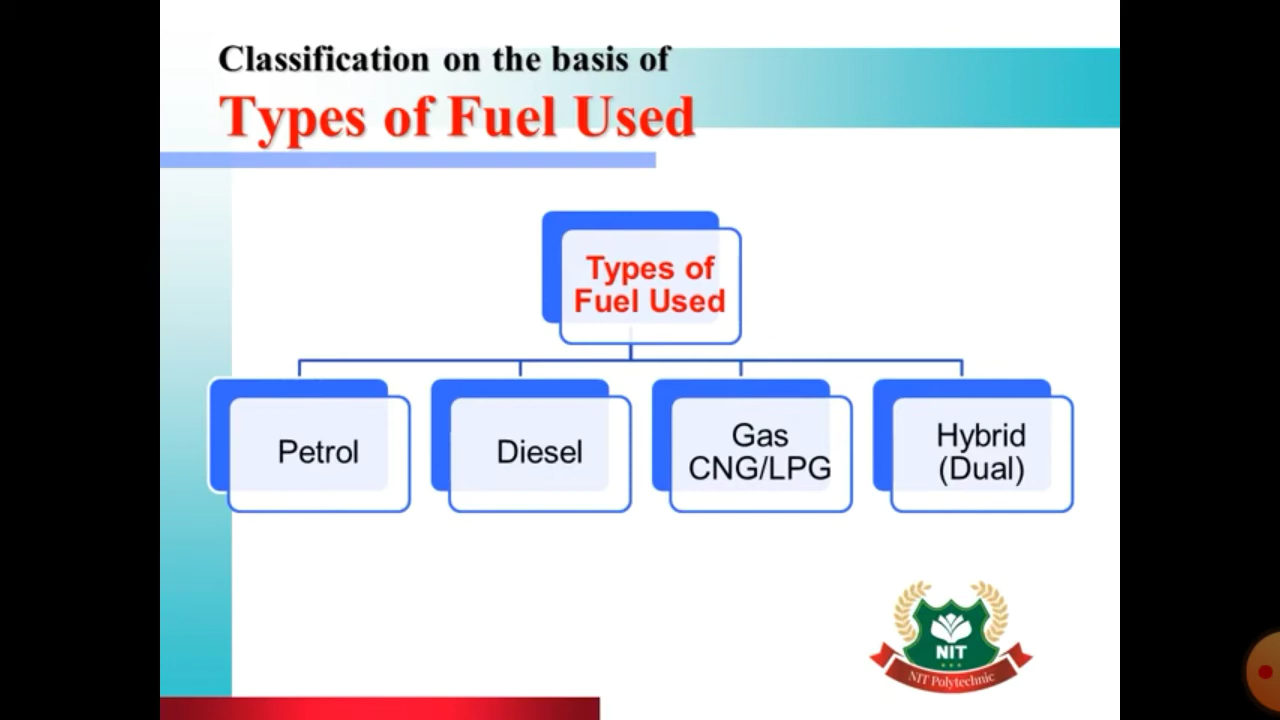 Classification on the basis of
Types of Fuel Used
Types of
Fuel Used
Petrol
Diesel
Gas
CNG/LPG
Hybrid
(Dual)
NIT
NIT Polytechnic